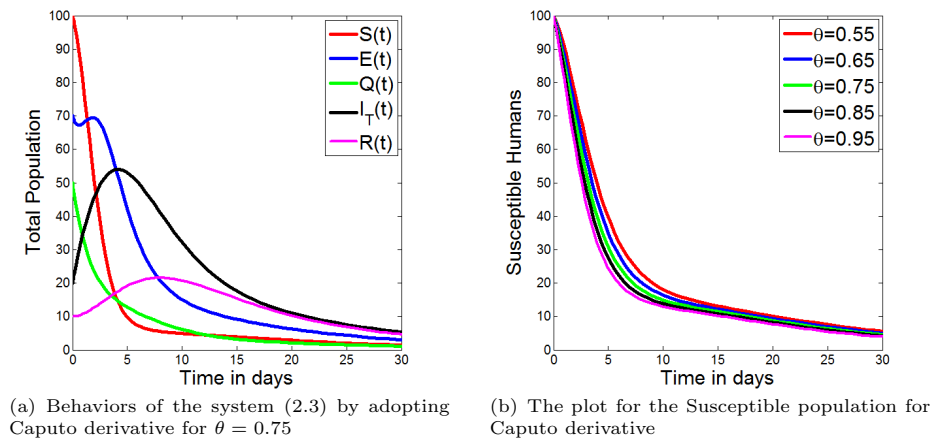 100
90
80
70
60
50
40
30
20
10
0
Total Population
0 5 10 15 20 25 30
Time in days
S(t)
E(t)
Q(t)
I_T(t)
R(t)
(a) Behaviors of the system (2.3) by adopting
Caputo derivative for θ = 0.75
100
90
80
70
60
50
40
30
20
10
0
Susceptible Humans
0 5 10 15 20 25 30
Time in days
θ=0.55
θ=0.65
θ=0.75
θ=0.85
θ=0.95
(b) The plot for the Susceptible population for
Caputo derivative